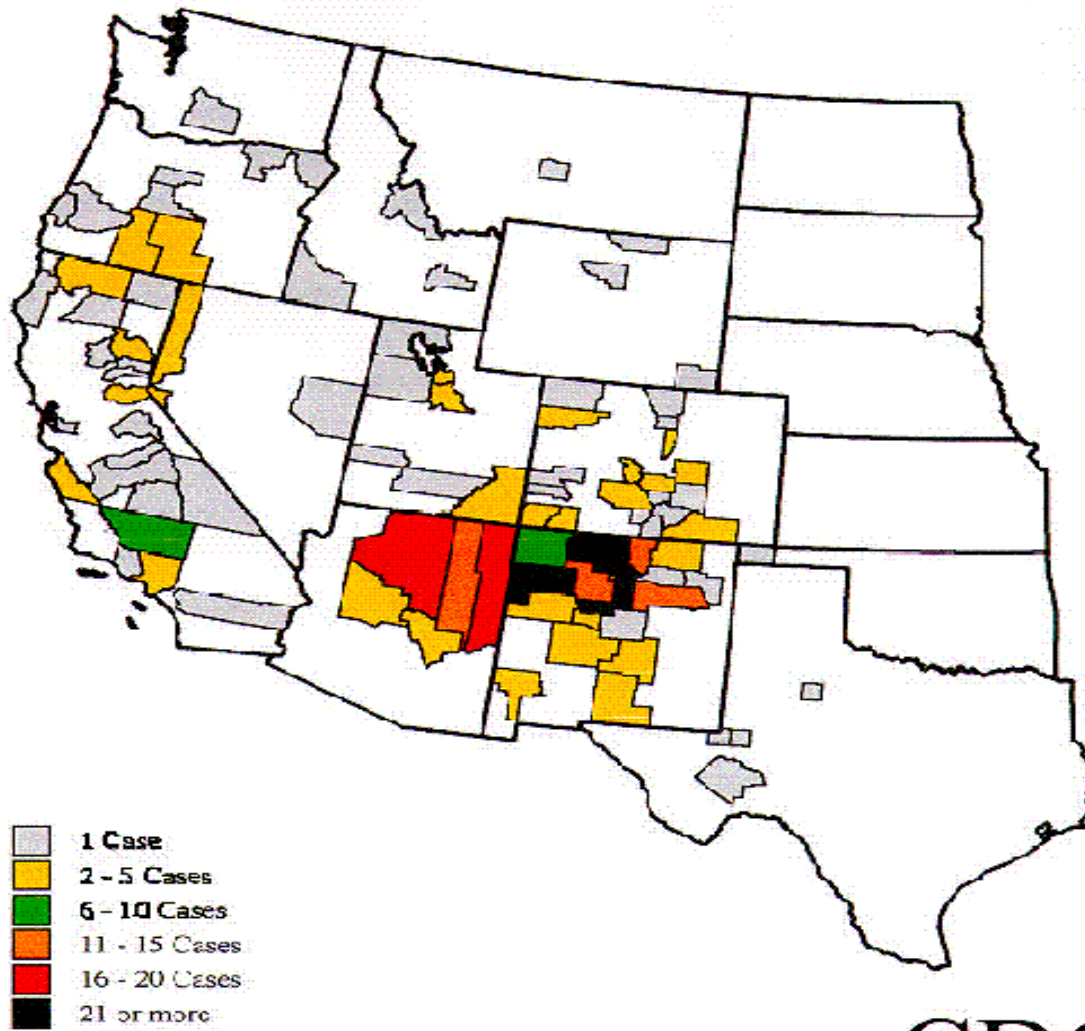 1 Case
2 - 5 Cases
6 - 10 Cases
11 - 15 Cases
16 - 20 Cases
21 or more